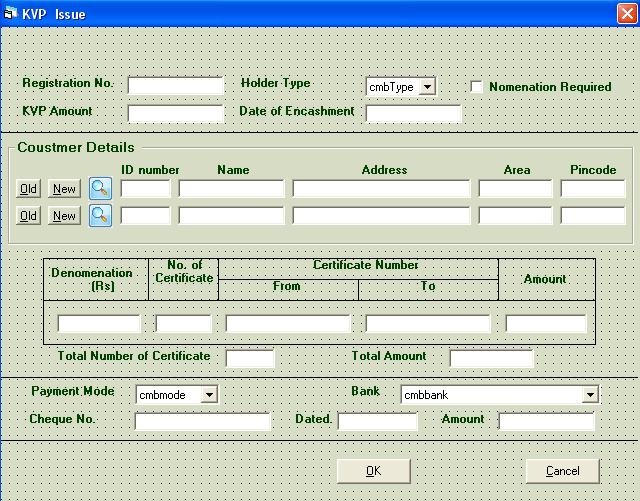 KVP Issue
Registration No. Holder Type cmbType Nomenation Required
KVP Amount Date of Encashment
Coustmer Details
ID number Name Address Area Pincode
Old New
Old New
Denomenation (Rs) No. of Certificate Certificate Number Amount
From To
Total Number of Certificate Total Amount
Payment Mode cmbmode Bank cmbbank
Cheque No. Dated. Amount
OK Cancel